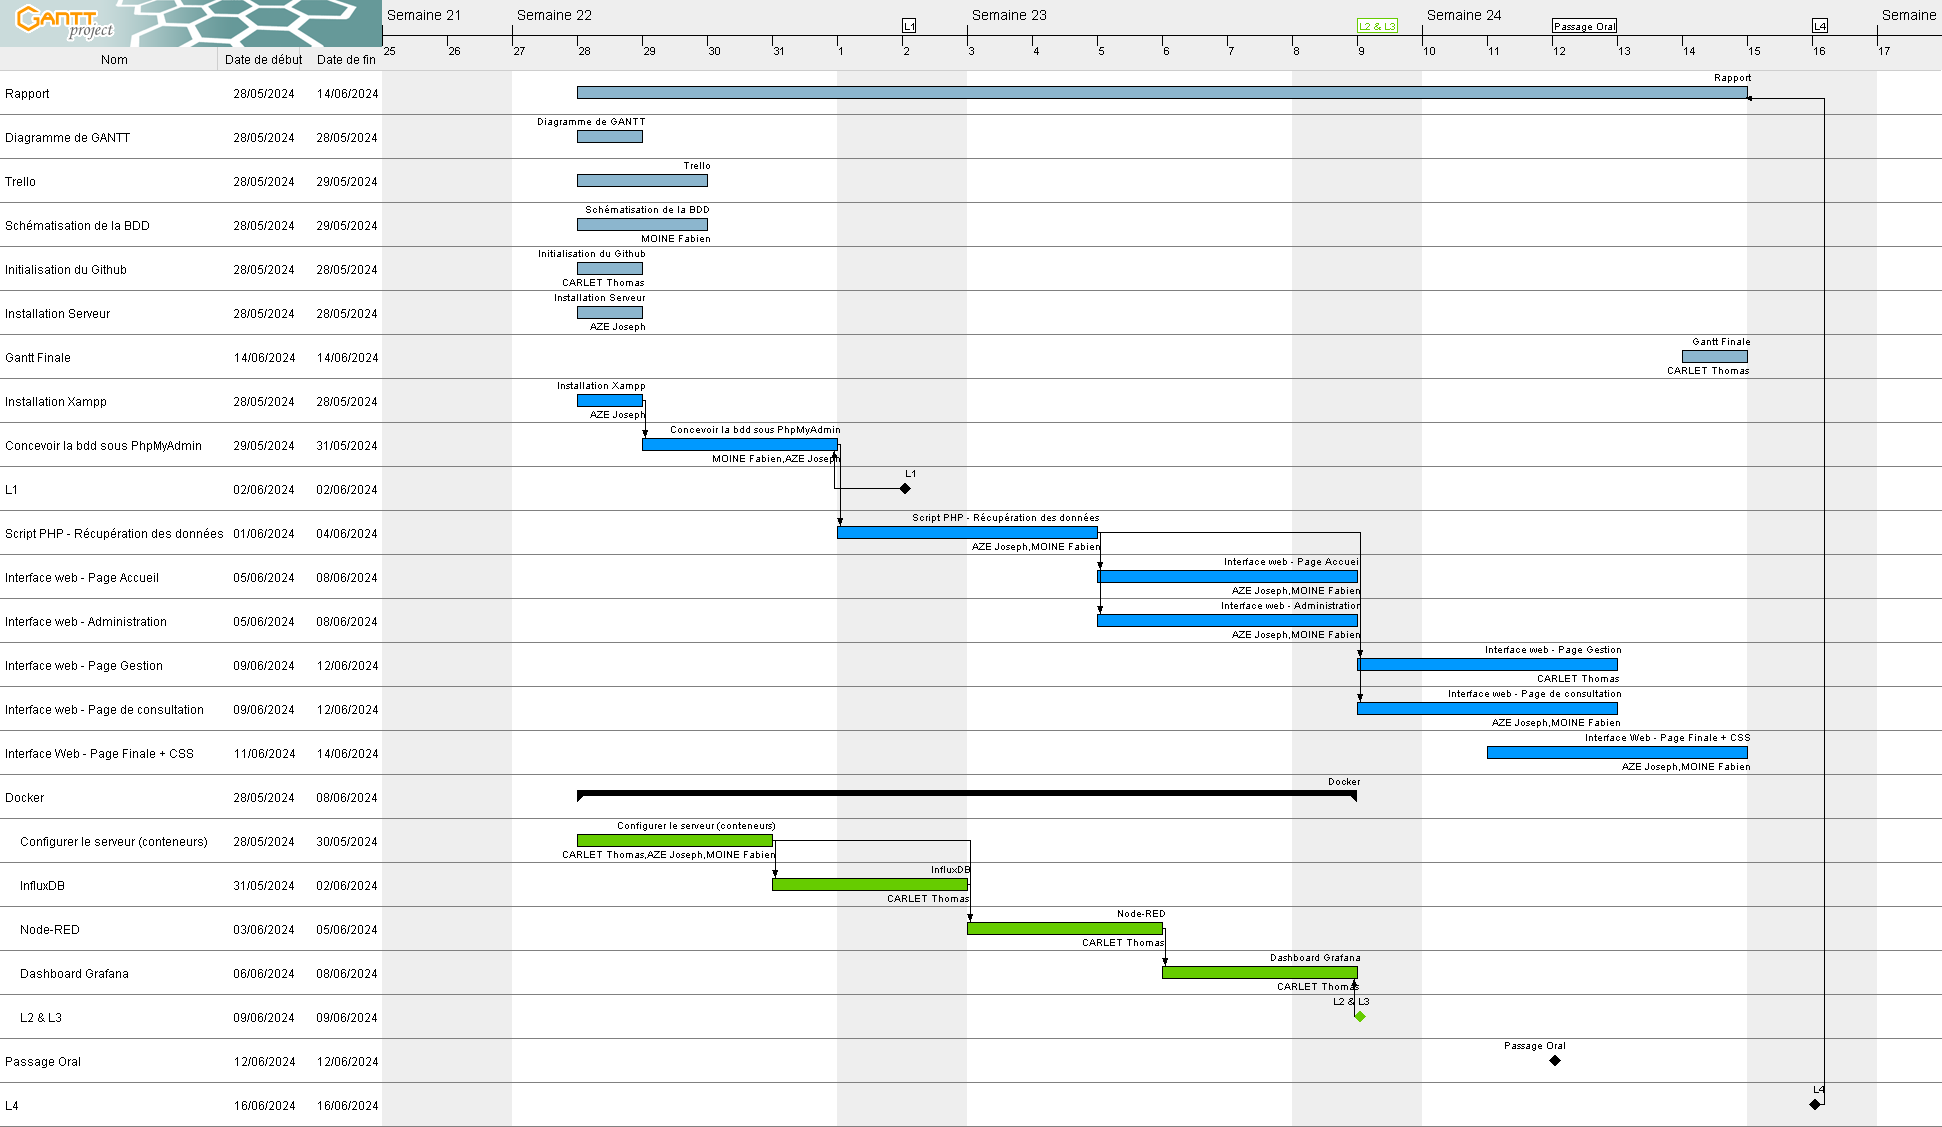 GANTT project
Semaine 21 Semaine 22 Semaine 23 Semaine 24 Semaine
L1 L2 & L3 Passage Oral L4
25 26 27 28 29 30 31 1 2 3 4 5 6 7 8 9 10 11 12 13 14 15 16 17
Nom Date de début Date de fin
Rapport
Rapport 28/05/2024 14/06/2024
Diagramme de GANTT
Diagramme de GANTT 28/05/2024 28/05/2024
Trello
Trello 28/05/2024 29/05/2024
Schématisation de la BDD
Schématisation de la BDD 28/05/2024 29/05/2024
MOINE Fabien
Initialisation du Github
Initialisation du Github 28/05/2024 28/05/2024
CARLET Thomas
Installation Serveur
Installation Serveur 28/05/2024 28/05/2024
AZE Joseph
Gantt Finale
Gantt Finale 14/06/2024 14/06/2024
CARLET Thomas
Installation Xampp
Installation Xampp 28/05/2024 28/05/2024
AZE Joseph
Concevoir la bdd sous PhpMyAdmin
Concevoir la bdd sous PhpMyAdmin 29/05/2024 31/05/2024
MOINE Fabien,AZE Joseph
L1
L1 02/06/2024 02/06/2024
Script PHP - Récupération des données
Script PHP - Récupération des données 01/06/2024 04/06/2024
AZE Joseph,MOINE Fabien
Interface web - Page Accueil
Interface web - Page Accueil 05/06/2024 08/06/2024
AZE Joseph,MOINE Fabien
Interface web - Administration
Interface web - Administration 05/06/2024 08/06/2024
AZE Joseph,MOINE Fabien
Interface web - Page Gestion
Interface web - Page Gestion 09/06/2024 12/06/2024
CARLET Thomas
Interface web - Page de consultation
Interface web - Page de consultation 09/06/2024 12/06/2024
AZE Joseph,MOINE Fabien
Interface Web - Page Finale + CSS
Interface Web - Page Finale + CSS 11/06/2024 14/06/2024
AZE Joseph,MOINE Fabien
Docker
Docker 28/05/2024 08/06/2024
Configurer le serveur (conteneurs)
Configurer le serveur (conteneurs) 28/05/2024 30/05/2024
CARLET Thomas,AZE Joseph,MOINE Fabien
InfluxDB
InfluxDB 31/05/2024 02/06/2024
CARLET Thomas
Node-RED
Node-RED 03/06/2024 05/06/2024
CARLET Thomas
Dashboard Grafana
Dashboard Grafana 06/06/2024 08/06/2024
CARLET Thomas
L2 & L3
L2 & L3 09/06/2024 09/06/2024
Passage Oral
Passage Oral 12/06/2024 12/06/2024
L4
L4 16/06/2024 16/06/2024